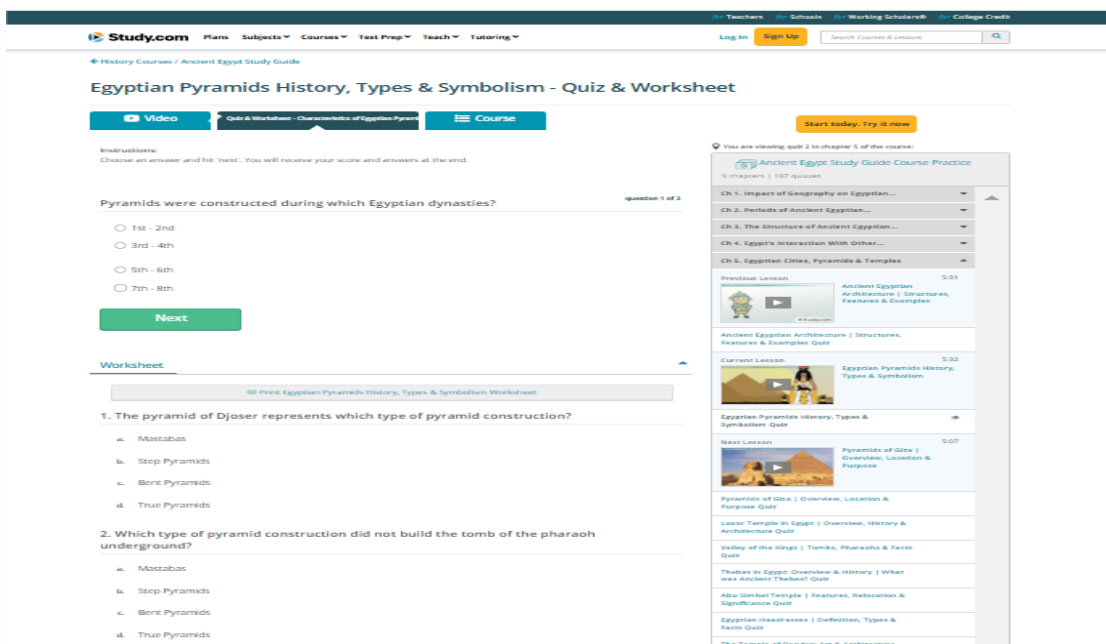 for Teachers for Schools for Working Scholars® for College Credit
Study.com Plans Subjects Courses Test Prep Teach Tutoring Log In Sign Up Search Courses & Lessons
History Courses / Ancient Egypt Study Guide
Egyptian Pyramids History, Types & Symbolism - Quiz & Worksheet
Video Quiz & Worksheet - Characteristics of Egyptian Pyrami Course
Instructions:
Choose an answer and hit 'next'. You will receive your score and answers at the end.
question 1 of 3
Pyramids were constructed during which Egyptian dynasties?
1st - 2nd
3rd - 4th
5th - 6th
7th - 8th
Next
Worksheet
Print Egyptian Pyramids History, Types & Symbolism Worksheet
1. The pyramid of Djoser represents which type of pyramid construction?
a. Mastabas
b. Step Pyramids
c. Bent Pyramids
d. True Pyramids
2. Which type of pyramid construction did not build the tomb of the pharaoh
underground?
a. Mastabas
b. Step Pyramids
c. Bent Pyramids
d. True Pyramids
Start today. Try it now
You are viewing quiz 2 in chapter 5 of the course:
Ancient Egypt Study Guide Course Practice
9 chapters | 107 quizzes
Ch 1. Impact of Geography on Egyptian...
Ch 2. Periods of Ancient Egyptian...
Ch 3. The Structure of Ancient Egyptian...
Ch 4. Egypt's Interaction With Other...
Ch 5. Egyptian Cities, Pyramids & Temples
Previous Lesson 5:31
Ancient Egyptian
Architecture | Structures,
Features & Examples
Study.com
Ancient Egyptian Architecture | Structures,
Features & Examples Quiz
Current Lesson 5:32
Egyptian Pyramids History,
Types & Symbolism
Egyptian Pyramids History, Types &
Symbolism Quiz
Next Lesson 5:07
Pyramids of Giza |
Overview, Location &
Purpose
Pyramids of Giza | Overview, Location &
Purpose Quiz
Luxor Temple in Egypt | Overview, History &
Architecture Quiz
Valley of the Kings | Tombs, Pharaohs & Facts
Quiz
Thebes in Egypt: Overview & History | What
was Ancient Thebes? Quiz
Abu Simbel Temple | Features, Relocation &
Significance Quiz
Egyptian Headdresses | Definition, Types &
Facts Quiz